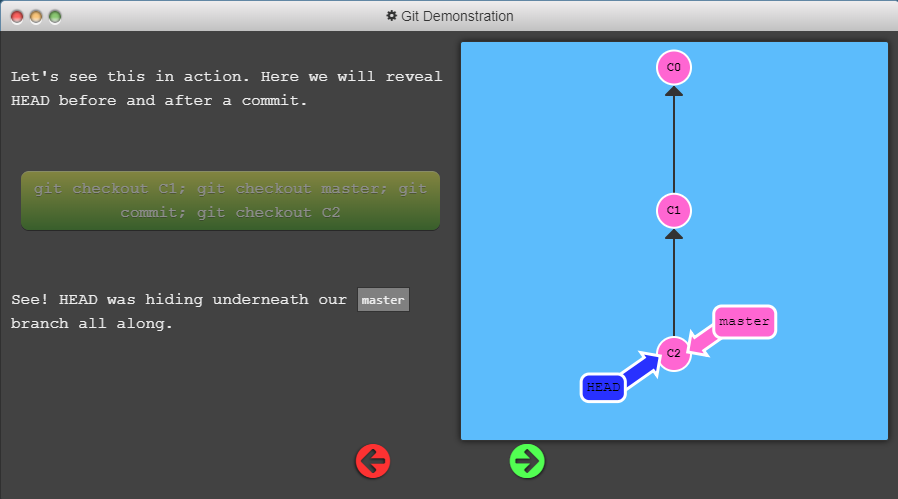 Git Demonstration
Let's see this in action. Here we will reveal
HEAD before and after a commit.
git checkout C1; git checkout master; git
commit; git checkout C2
See! HEAD was hiding underneath our master
branch all along.
C0
C1
master
C2
HEAD